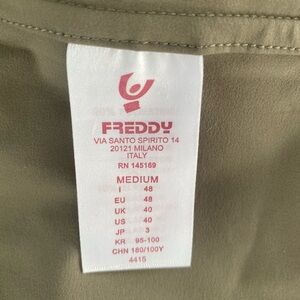 FREDDY
VIA SANTO SPIRITO 14
20121 MILANO
ITALY
RN 145169
MEDIUM
I 48
EU 48
UK 40
US 40
JP 3
KR 95-100
CHN 180/100Y
4415